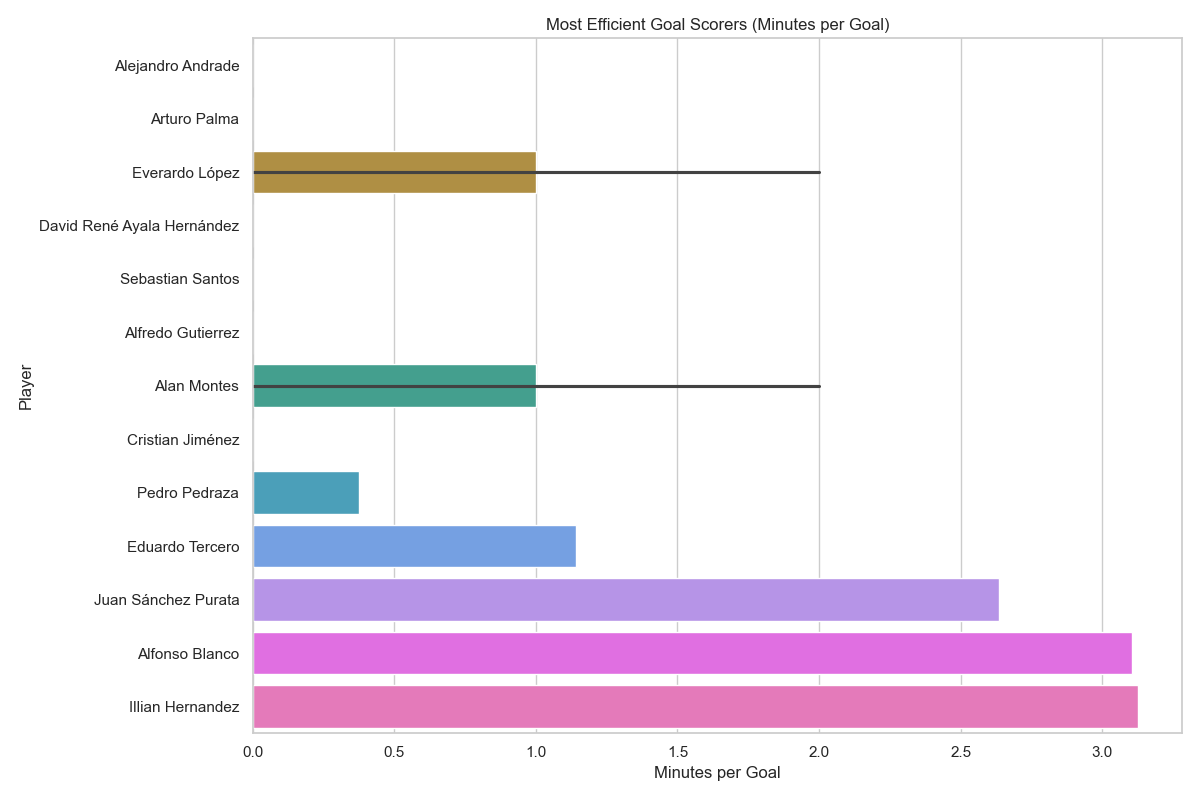 Most Efficient Goal Scorers (Minutes per Goal)
Alejandro Andrade
Arturo Palma
Everardo López
David René Ayala Hernández
Sebastian Santos
Alfredo Gutierrez
Alan Montes
Cristian Jiménez
Pedro Pedraza
Eduardo Tercero
Juan Sánchez Purata
Alfonso Blanco
Illian Hernandez
Player
0.0 0.5 1.0 1.5 2.0 2.5 3.0
Minutes per Goal